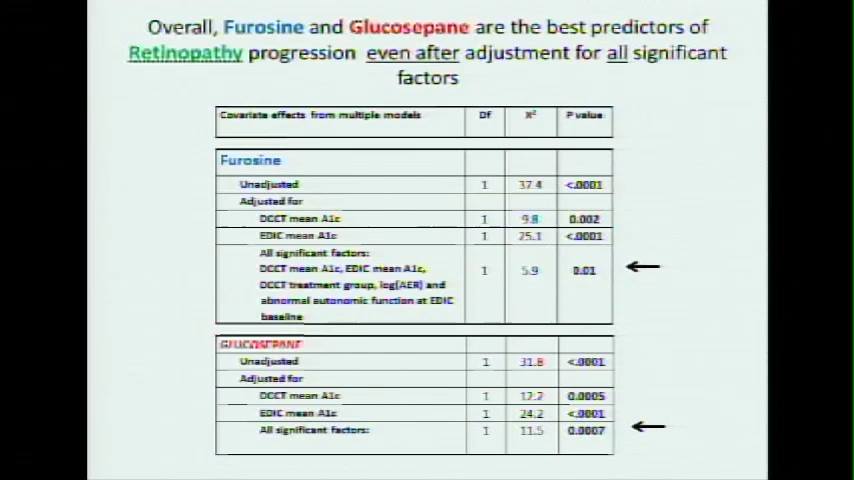 Overall, Furosine and Glucosepane are the best predictors of
Retinopathy progression even after adjustment for all significant
factors
Covariate effects from multiple models Df X² P value
Furosine
Unadjusted 1 37.4 <.0001
Adjusted for
DCCT mean A1c 1 9.8 0.002
EDIC mean A1c 1 25.1 <.0001
All significant factors:
DCCT mean A1c, EDIC mean A1c, 1 5.9 0.01
DCCT treatment group, log(AER) and
abnormal autonomic function at EDIC
baseline
GLUCOSEPANE
Unadjusted 1 31.8 <.0001
Adjusted for
DCCT mean A1c 1 12.2 0.0005
EDIC mean A1c 1 24.2 <.0001
All significant factors: 1 11.5 0.0007